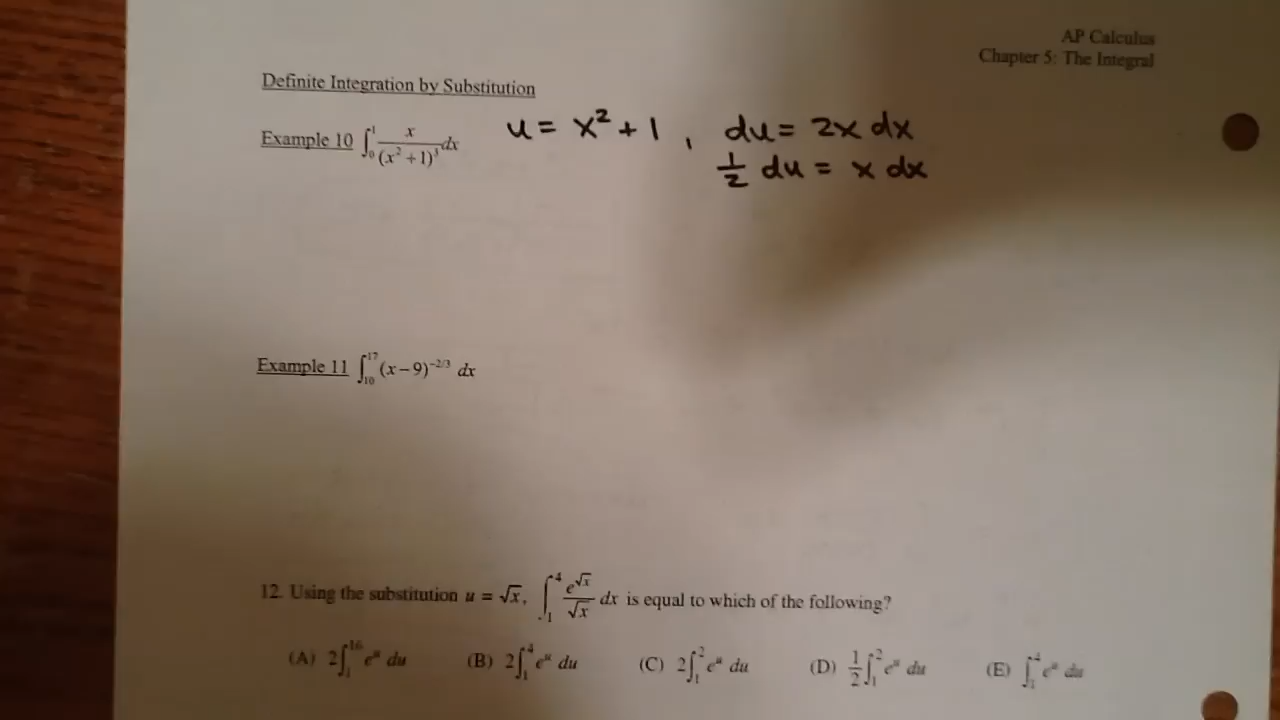 AP Calculus
Chapter 5: The Integral
Definite Integration by Substitution
Example 10 ∫₀¹ x/(x² + 1)³ dx
u = x² + 1 , du = 2x dx
½ du = x dx
Example 11 ∫₁₀¹⁷ (x – 9)^(–2/3) dx
12. Using the substitution u = √x, ∫₁⁴ e^(√x)/√x dx is equal to which of the following?
(A) 2∫₁¹⁶ eᵘ du (B) 2∫₁⁴ eᵘ du (C) 2∫₁² eᵘ du (D) ½∫₁² eᵘ du (E) ∫₁⁴ eᵘ du